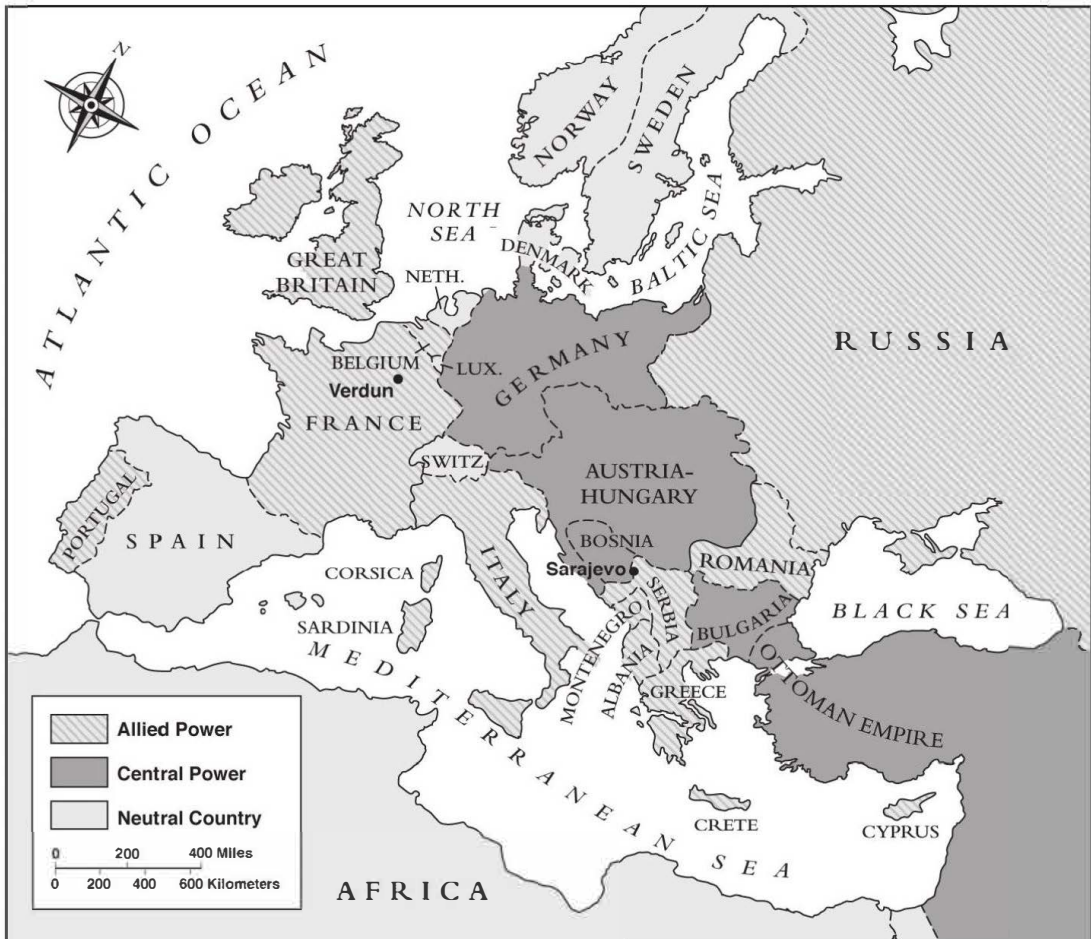 N
ATLANTIC OCEAN
NORWAY
SWEDEN
NORTH
SEA
BALTIC SEA
DENMARK
GREAT
BRITAIN
NETH.
RUSSIA
BELGIUM
LUX.
GERMANY
Verdun
FRANCE
SWITZ
AUSTRIA-
HUNGARY
PORTUGAL
SPAIN
BOSNIA
CORSICA
ITALY
Sarajevo
ROMANIA
SERBIA
BLACK SEA
SARDINIA
MONTENEGRO
BULGARIA
ALBANIA
GREECE
OTTOMAN EMPIRE
MEDITERRANEAN SEA
CRETE
CYPRUS
AFRICA
Allied Power
Central Power
Neutral Country
0 200 400 Miles
0 200 400 600 Kilometers